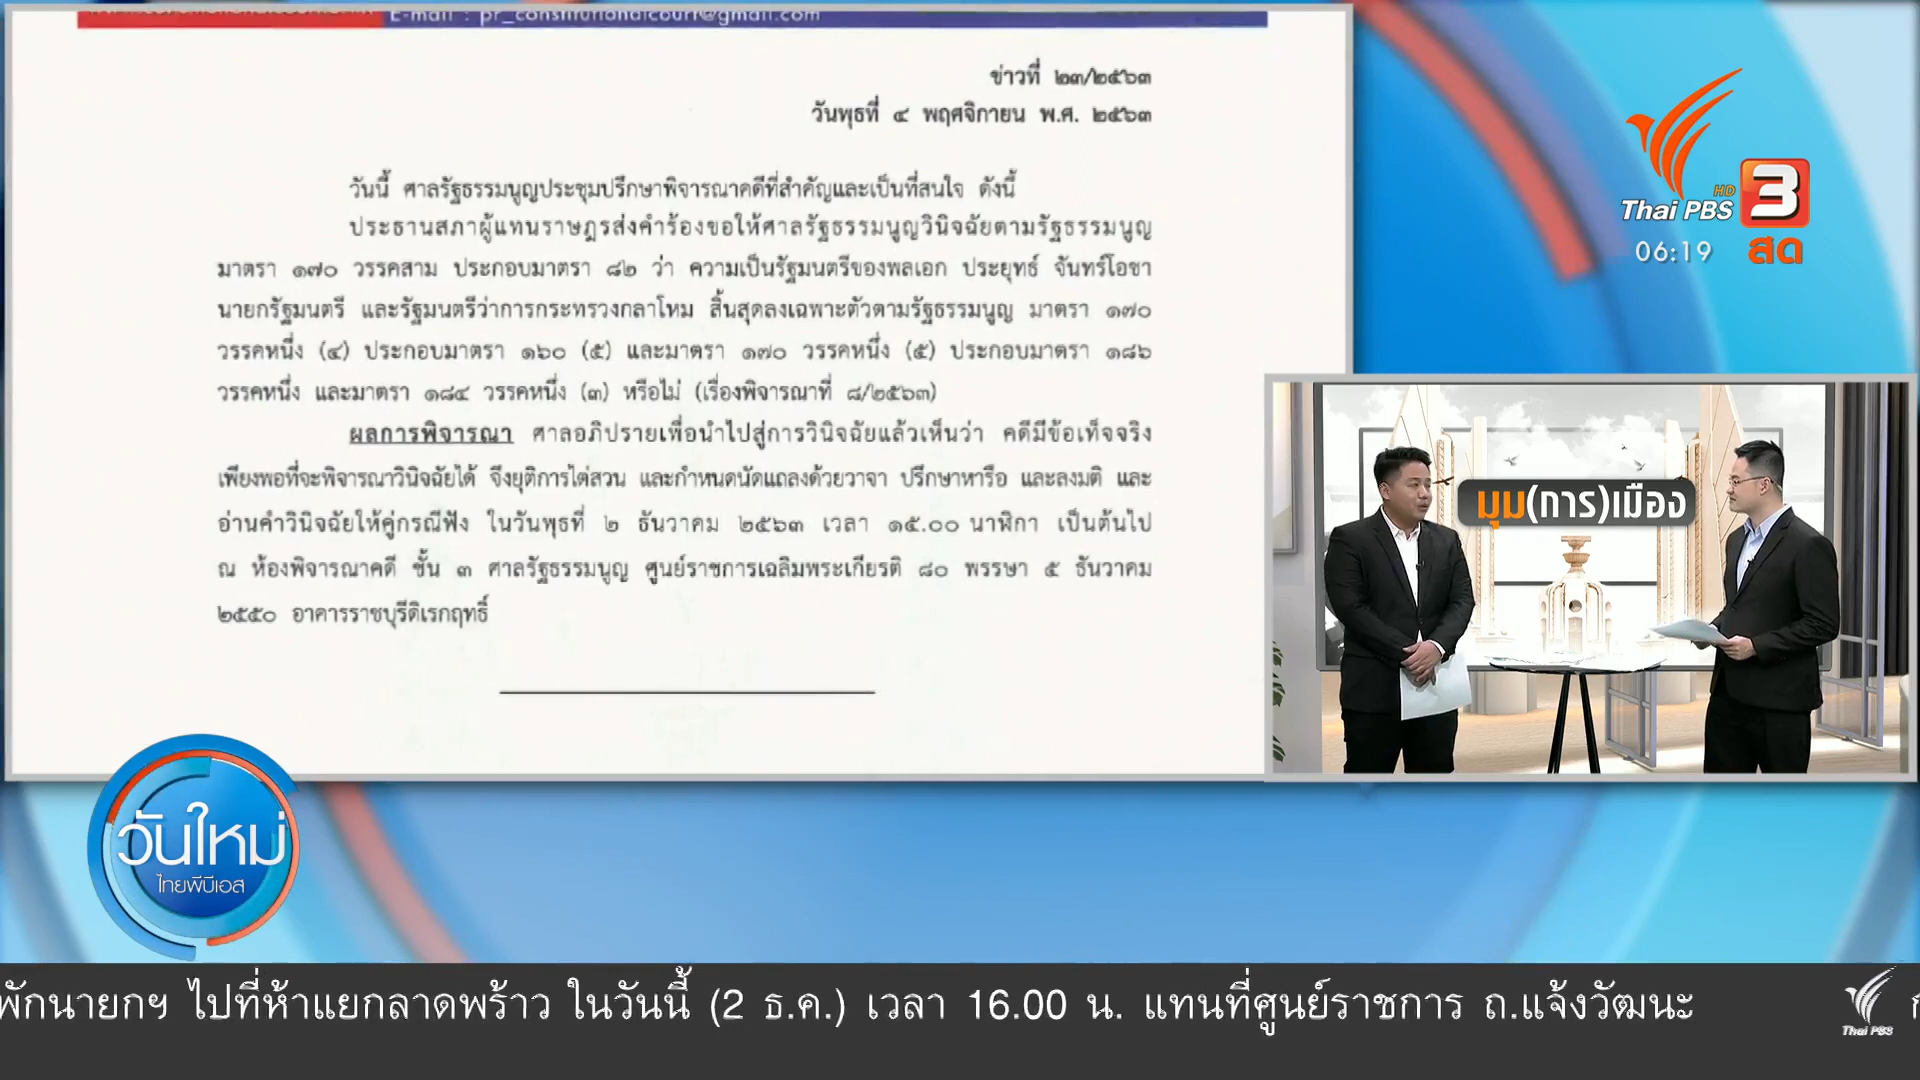 E-mail : pr_constitutionalcourt@gmail.com
ข่าวที่ ๒๓/๒๕๖๓
วันพุธที่ ๔ พฤศจิกายน พ.ศ. ๒๕๖๓
วันนี้ ศาลรัฐธรรมนูญประชุมปรึกษาพิจารณาคดีที่สำคัญและเป็นที่สนใจ ดังนี้
ประธานสภาผู้แทนราษฎรส่งคำร้องขอให้ศาลรัฐธรรมนูญวินิจฉัยตามรัฐธรรมนูญ
มาตรา ๑๗๐ วรรคสาม ประกอบมาตรา ๘๒ ว่า ความเป็นรัฐมนตรีของพลเอก ประยุทธ์ จันทร์โอชา
นายกรัฐมนตรี และรัฐมนตรีว่าการกระทรวงกลาโหม สิ้นสุดลงเฉพาะตัวตามรัฐธรรมนูญ มาตรา ๑๗๐
วรรคหนึ่ง (๔) ประกอบมาตรา ๑๖๐ (๕) และมาตรา ๑๗๐ วรรคหนึ่ง (๕) ประกอบมาตรา ๑๘๖
วรรคหนึ่ง และมาตรา ๑๘๔ วรรคหนึ่ง (๓) หรือไม่ (เรื่องพิจารณาที่ ๘/๒๕๖๓)
ผลการพิจารณา ศาลอภิปรายเพื่อนำไปสู่การวินิจฉัยแล้วเห็นว่า คดีมีข้อเท็จจริง
เพียงพอที่จะพิจารณาวินิจฉัยได้ จึงยุติการไต่สวน และกำหนดนัดแถลงด้วยวาจา ปรึกษาหารือ และลงมติ และ
อ่านคำวินิจฉัยให้คู่กรณีฟัง ในวันพุธที่ ๒ ธันวาคม ๒๕๖๓ เวลา ๑๕.๐๐ นาฬิกา เป็นต้นไป
ณ ห้องพิจารณาคดี ชั้น ๓ ศาลรัฐธรรมนูญ ศูนย์ราชการเฉลิมพระเกียรติ ๘๐ พรรษา ๕ ธันวาคม
๒๕๕๐ อาคารราชบุรีดิเรกฤทธิ์
Thai PBS HD 3
06:19 สด
มุม(การ)เมือง
วันใหม่
ไทยพีบีเอส
พักนายกฯ ไปที่ห้าแยกลาดพร้าว ในวันนี้ (2 ธ.ค.) เวลา 16.00 น. แทนที่ศูนย์ราชการ ถ.แจ้งวัฒนะ
Thai PBS